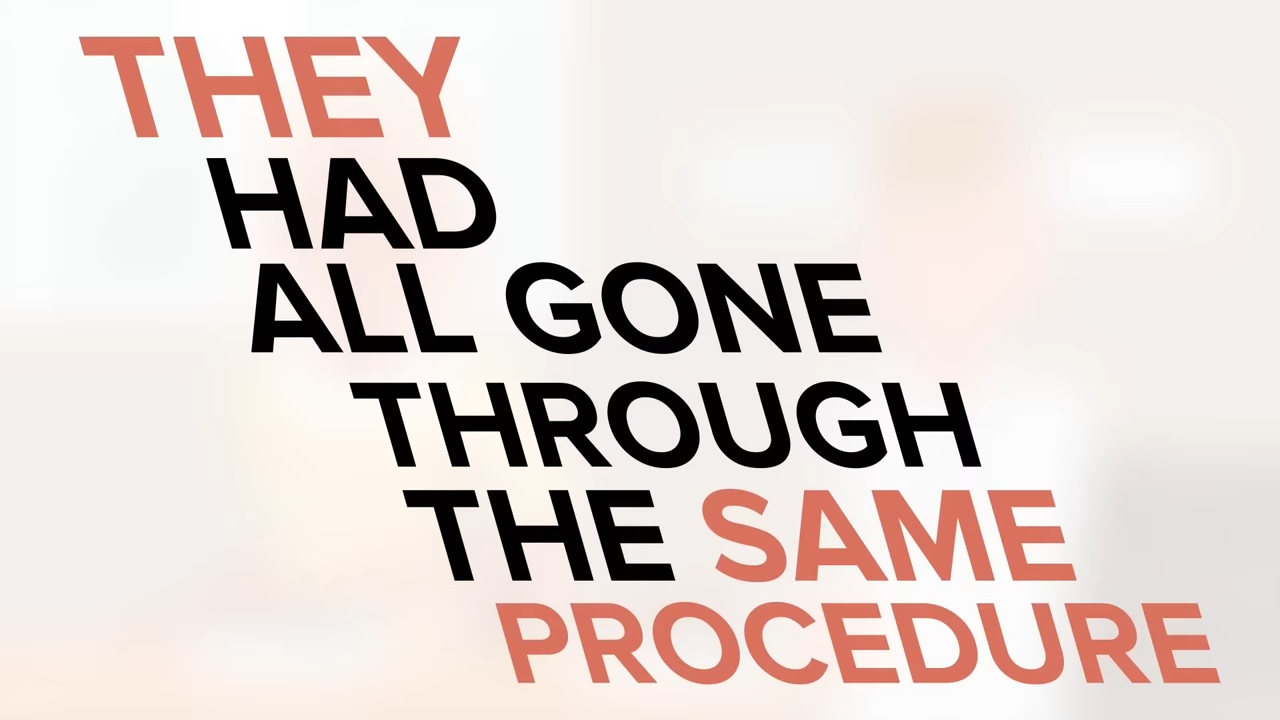 THEY
HAD
ALL GONE
THROUGH
THE SAME
PROCEDURE